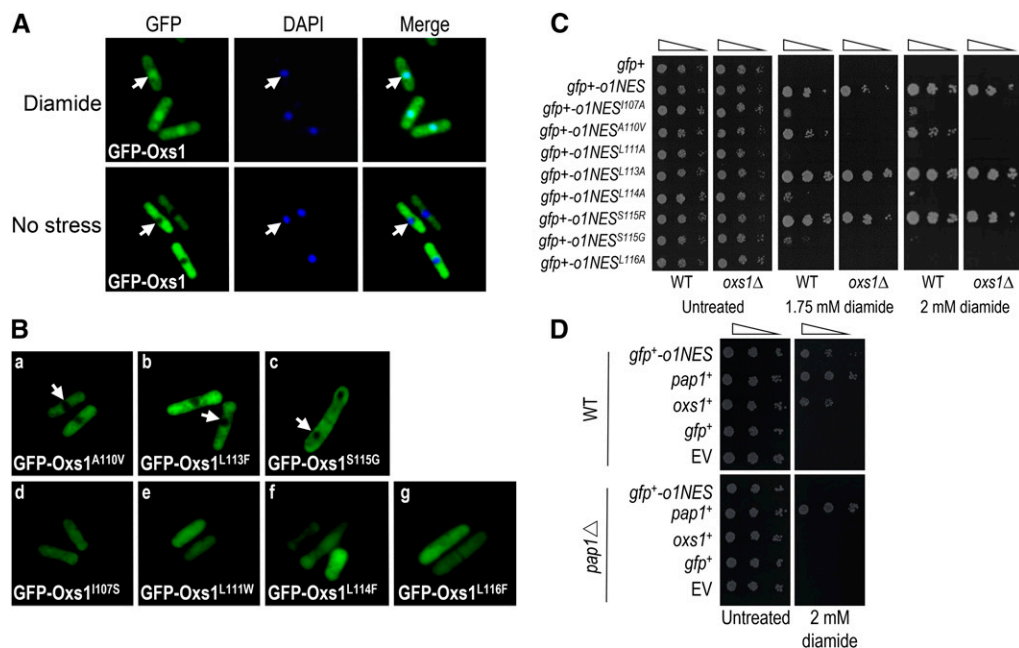 A
GFP DAPI Merge
Diamide
GFP-Oxs1
No stress
GFP-Oxs1
B
a b c
GFP-Oxs1A110V GFP-Oxs1L113F GFP-Oxs1S115G
d e f g
GFP-Oxs1I107S GFP-Oxs1L111W GFP-Oxs1L114F GFP-Oxs1L116F
C
gfp+
gfp+-o1NES
gfp+-o1NESI107A
gfp+-o1NESA110V
gfp+-o1NESL111A
gfp+-o1NESL113A
gfp+-o1NESL114A
gfp+-o1NESS115R
gfp+-o1NESS115G
gfp+-o1NESL116A
WT oxs1Δ WT oxs1Δ WT oxs1Δ
Untreated 1.75 mM diamide 2 mM diamide
D
WT
gfp+-o1NES
pap1+
oxs1+
gfp+
EV
pap1△
gfp+-o1NES
pap1+
oxs1+
gfp+
EV
Untreated 2 mM
diamide